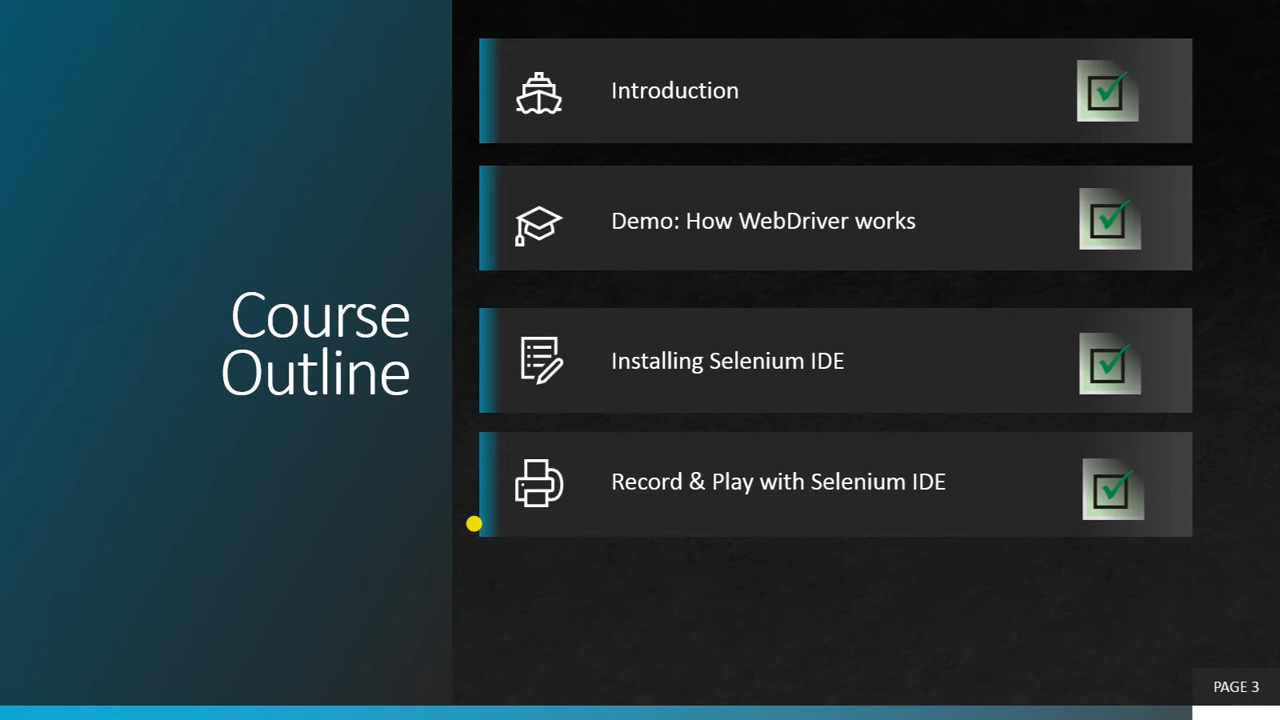 Course
Outline
Introduction
Demo: How WebDriver works
Installing Selenium IDE
Record & Play with Selenium IDE
PAGE 3